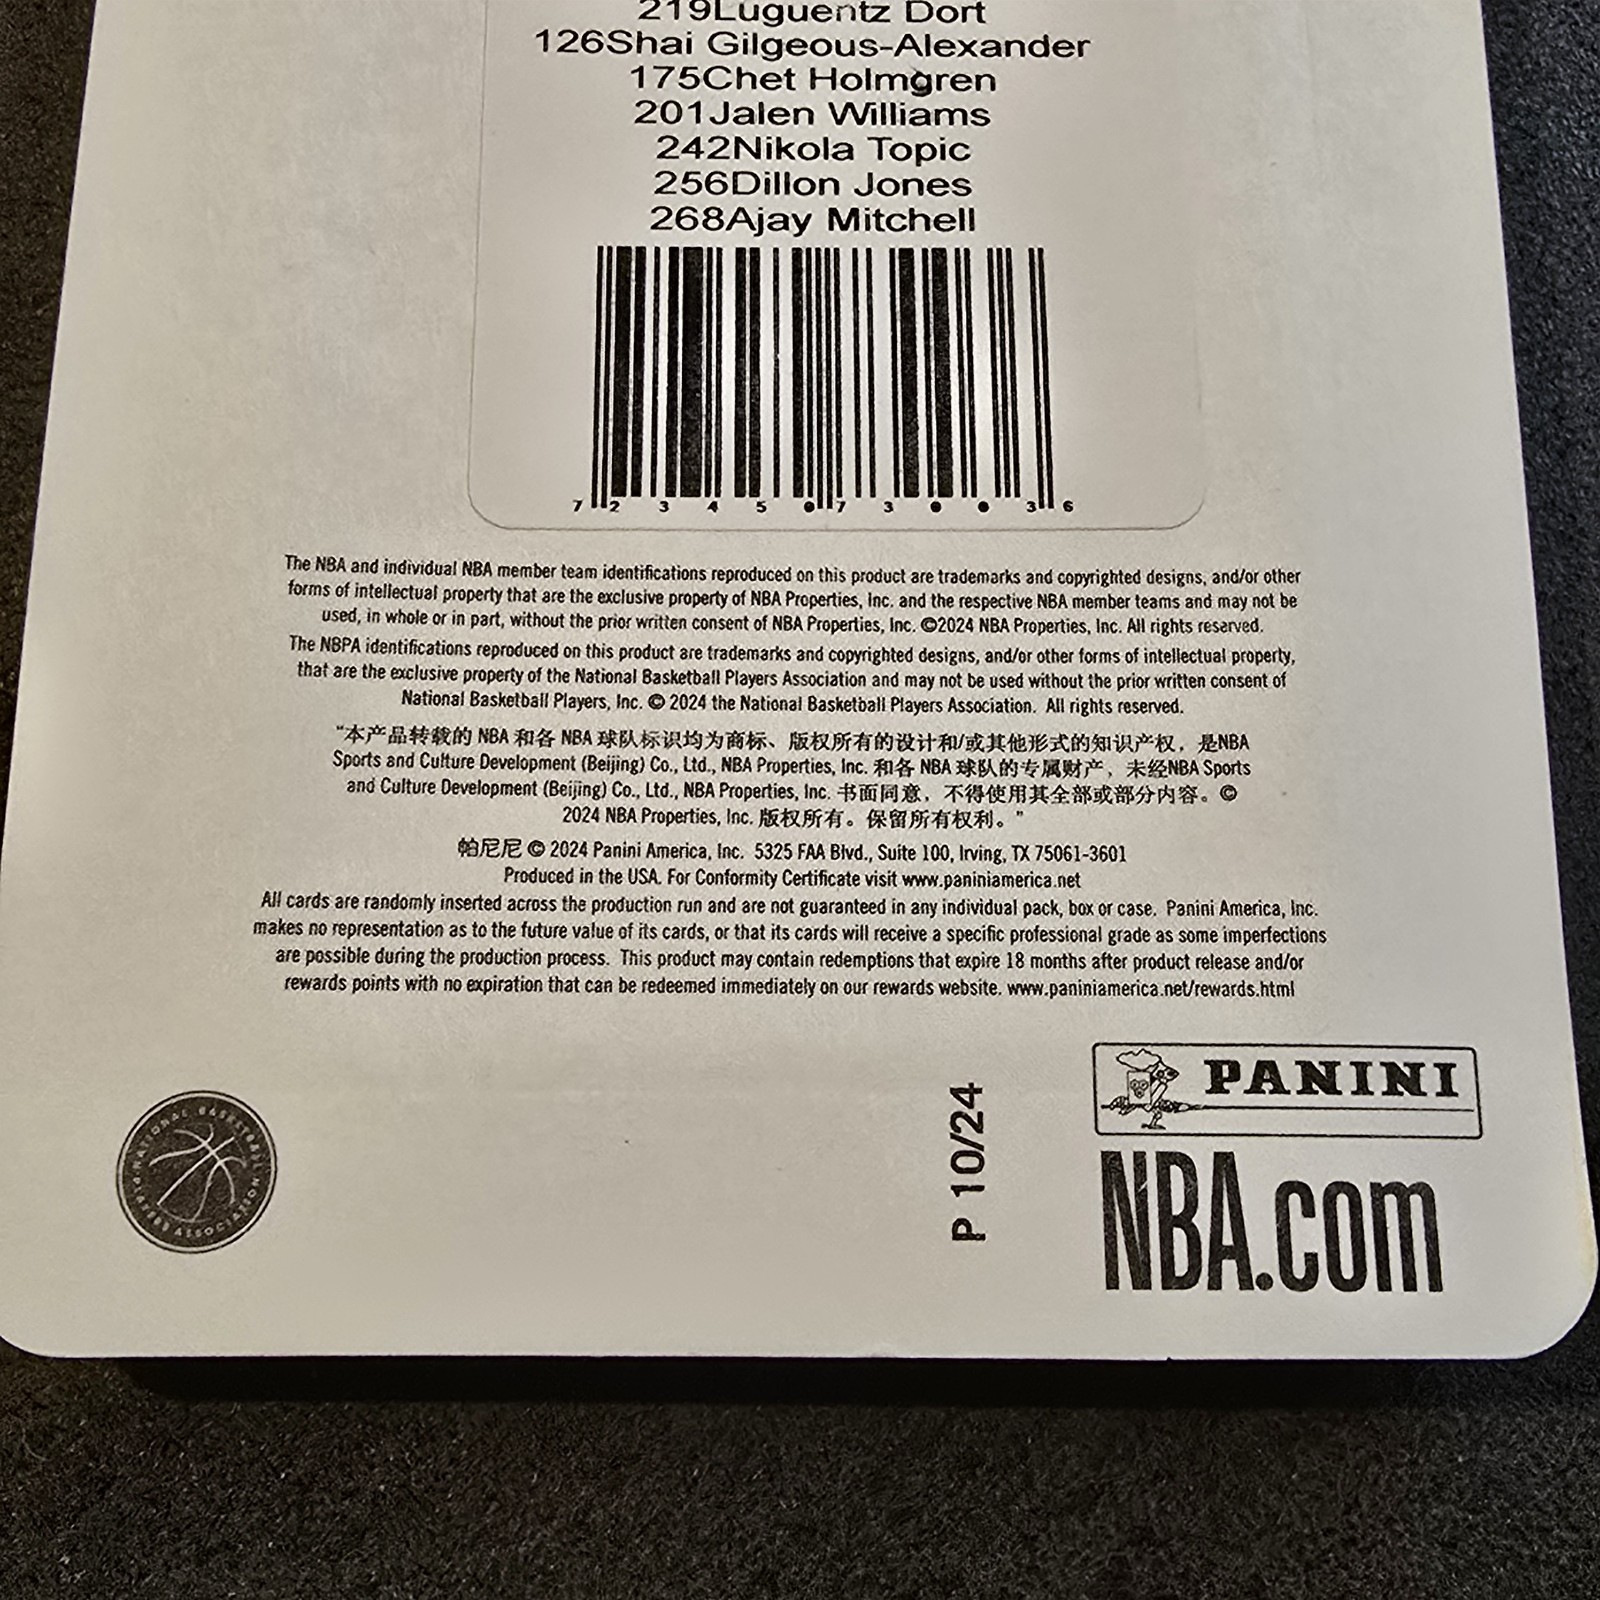 219Luguentz Dort
126Shai Gilgeous-Alexander
175Chet Holmgren
201Jalen Williams
242Nikola Topic
256Dillon Jones
268Ajay Mitchell
7 2 3 4 5 0 7 3 0 0 3 6
The NBA and individual NBA member team identifications reproduced on this product are trademarks and copyrighted designs, and/or other
forms of intellectual property that are the exclusive property of NBA Properties, Inc. and the respective NBA member teams and may not be
used, in whole or in part, without the prior written consent of NBA Properties, Inc. ©2024 NBA Properties, Inc. All rights reserved.
The NBPA identifications reproduced on this product are trademarks and copyrighted designs, and/or other forms of intellectual property,
that are the exclusive property of the National Basketball Players Association and may not be used without the prior written consent of
National Basketball Players, Inc. © 2024 the National Basketball Players Association. All rights reserved.
“本产品转载的 NBA 和各 NBA 球队标识均为商标、版权所有的设计和/或其他形式的知识产权，是NBA
Sports and Culture Development (Beijing) Co., Ltd., NBA Properties, Inc. 和各 NBA 球队的专属财产，未经NBA Sports
and Culture Development (Beijing) Co., Ltd., NBA Properties, Inc. 书面同意，不得使用其全部或部分内容。©
2024 NBA Properties, Inc. 版权所有。保留所有权利。”
帕尼尼 © 2024 Panini America, Inc. 5325 FAA Blvd., Suite 100, Irving, TX 75061-3601
Produced in the USA. For Conformity Certificate visit www.paniniamerica.net
All cards are randomly inserted across the production run and are not guaranteed in any individual pack, box or case. Panini America, Inc.
makes no representation as to the future value of its cards, or that its cards will receive a specific professional grade as some imperfections
are possible during the production process. This product may contain redemptions that expire 18 months after product release and/or
rewards points with no expiration that can be redeemed immediately on our rewards website. www.paniniamerica.net/rewards.html
NATIONAL BASKETBALL PLAYERS ASSOCIATION
P 10/24
PANINI
NBA.com